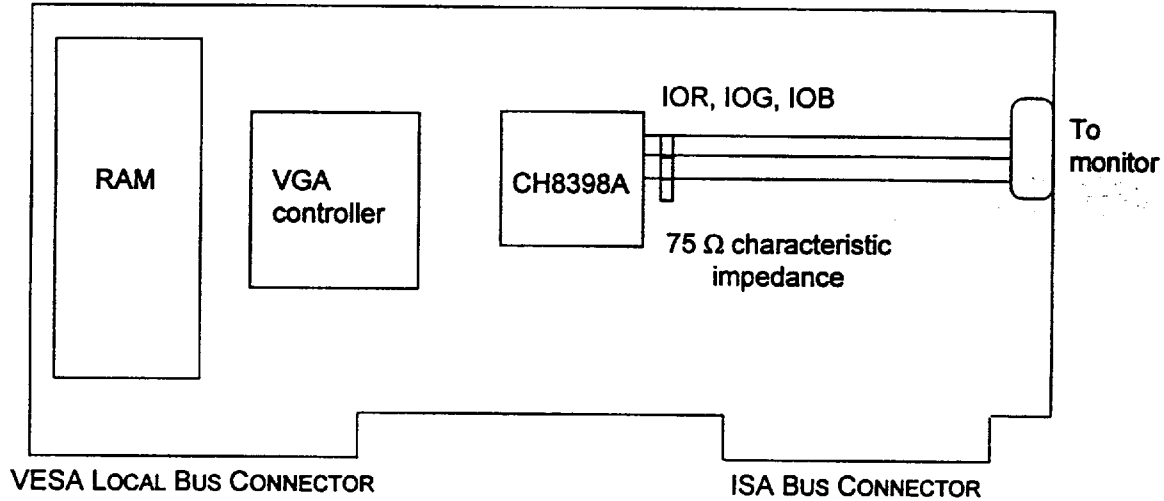 IOR, IOG, IOB
To
monitor
RAM
VGA
controller
CH8398A
75 Ω characteristic
impedance
VESA LOCAL BUS CONNECTOR
ISA BUS CONNECTOR